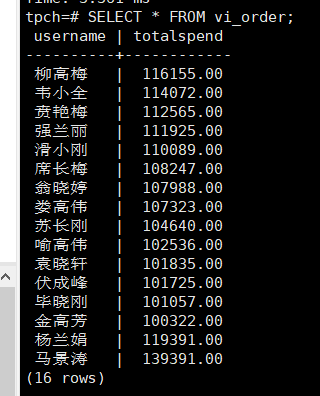 tpch=# SELECT * FROM vi_order;
username | totalspend
----------+------------
柳高梅 | 116155.00
韦小全 | 114072.00
贲艳梅 | 112565.00
强兰丽 | 111925.00
滑小刚 | 110089.00
席长梅 | 108247.00
翁晓婷 | 107988.00
娄高伟 | 107323.00
苏长刚 | 104640.00
喻高伟 | 102536.00
袁晓轩 | 101835.00
伏成峰 | 101725.00
毕晓刚 | 101057.00
金高芳 | 100322.00
杨兰娟 | 119391.00
马景涛 | 139391.00
(16 rows)